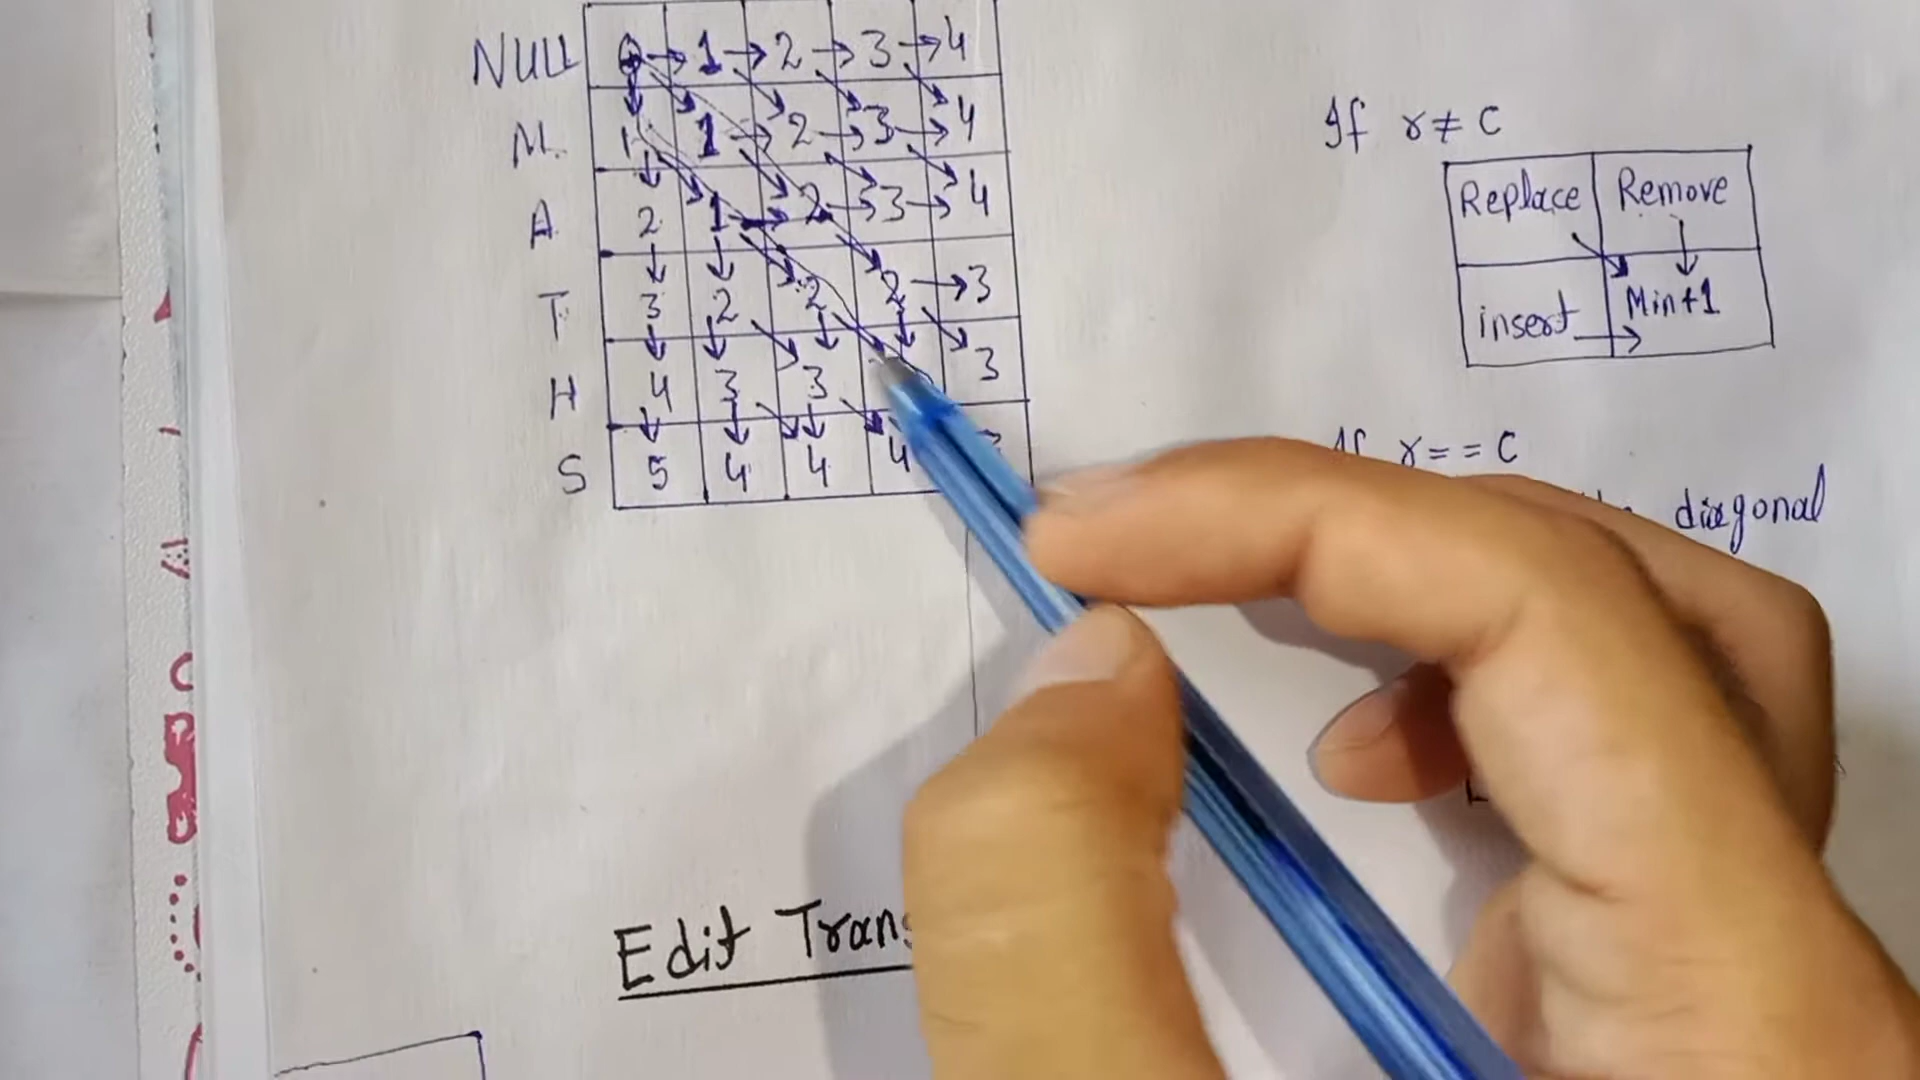 NULL 0 → 1 → 2 → 3 → 4
M 1 1 → 2 → 3 → 4
A 2 1 → 2 → 3 → 4
T 3 2 2 2 → 3
H 4 3 3 3
S 5 4 4 4
If r ≠ c
Replace Remove
insert → Min+1
If r == c
diagonal
Edit